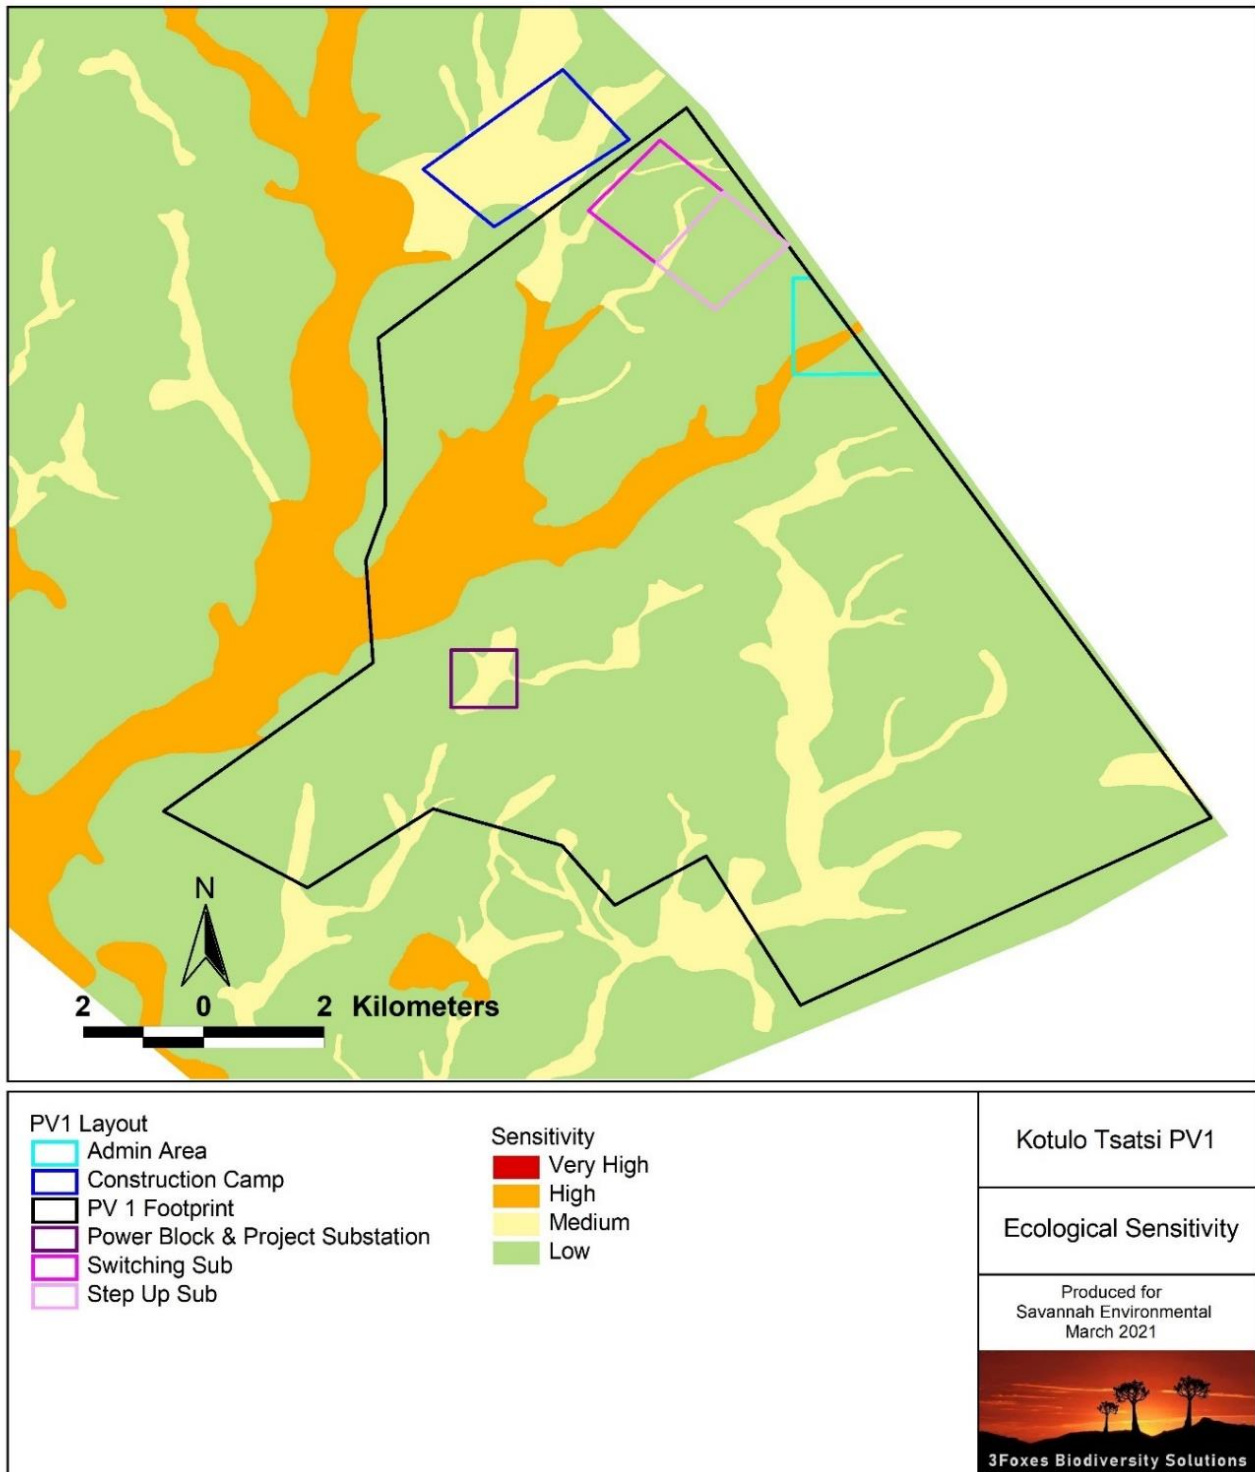 N
2 0 2 Kilometers
PV1 Layout
Admin Area
Construction Camp
PV 1 Footprint
Power Block & Project Substation
Switching Sub
Step Up Sub
Sensitivity
Very High
High
Medium
Low
Kotulo Tsatsi PV1
Ecological Sensitivity
Produced for
Savannah Environmental
March 2021
3Foxes Biodiversity Solutions